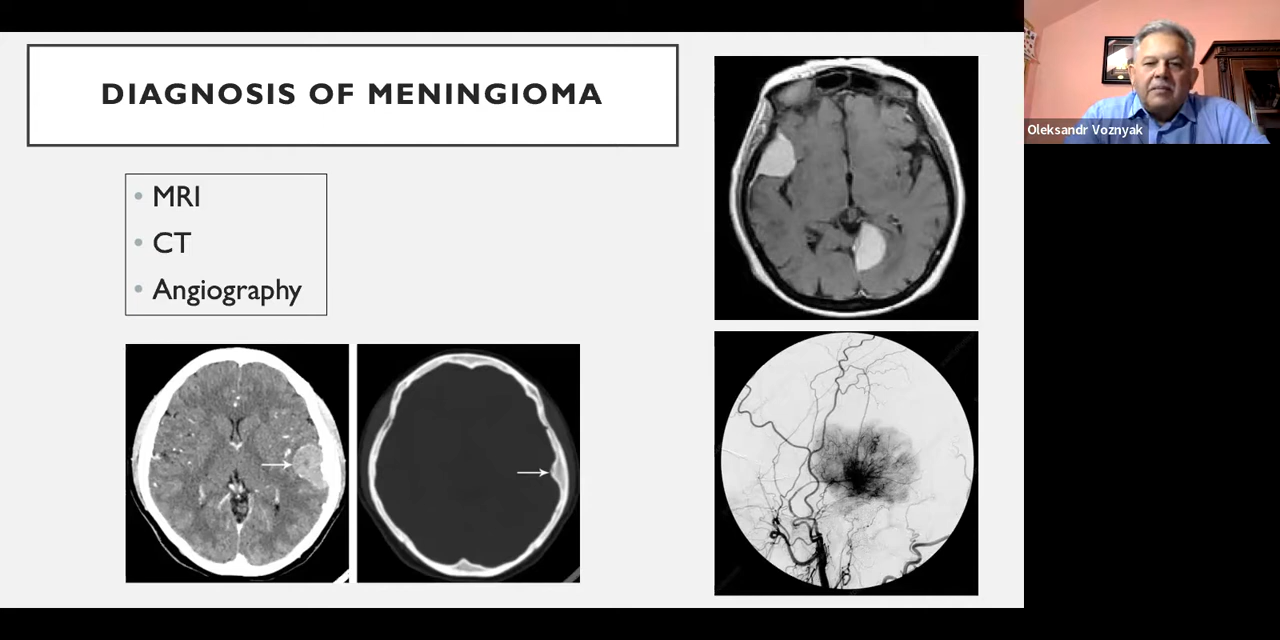 DIAGNOSIS OF MENINGIOMA
• MRI
• CT
• Angiography
Oleksandr Voznyak